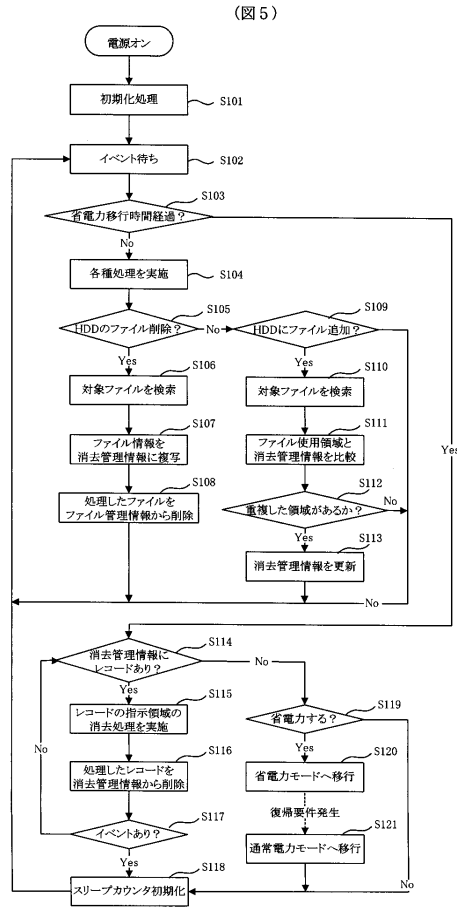 (図5)
電源オン
初期化処理
S101
イベント待ち
S102
S103
省電力移行時間経過？
No
各種処理を実施
S104
S105
HDDのファイル削除？
No
S109
HDDにファイル追加？
Yes
S106
対象ファイルを検索
Yes
S110
対象ファイルを検索
S107
ファイル情報を
消去管理情報に複写
S111
ファイル使用領域と
消去管理情報を比較
Yes
S108
処理したファイルを
ファイル管理情報から削除
S112
重複した領域があるか？
No
Yes
S113
消去管理情報を更新
No
S114
消去管理情報に
レコードあり？
No
Yes
S115
レコードの指示領域の
消去処理を実施
S119
省電力する？
No
S116
処理したレコードを
消去管理情報から削除
Yes
S120
省電力モードへ移行
復帰要件発生
S117
イベントあり？
S121
通常電力モードへ移行
Yes
S118
スリープカウンタ初期化
No